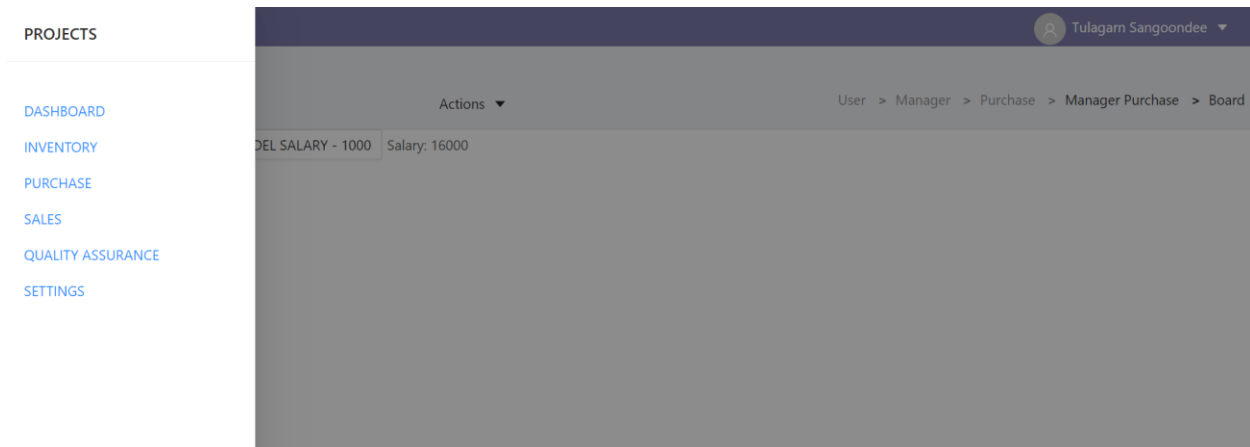 PROJECTS
Tulagarn Sangoondee
DASHBOARD
INVENTORY
PURCHASE
SALES
QUALITY ASSURANCE
SETTINGS
Actions
User > Manager > Purchase > Manager Purchase > Board
DEL SALARY - 1000
Salary: 16000